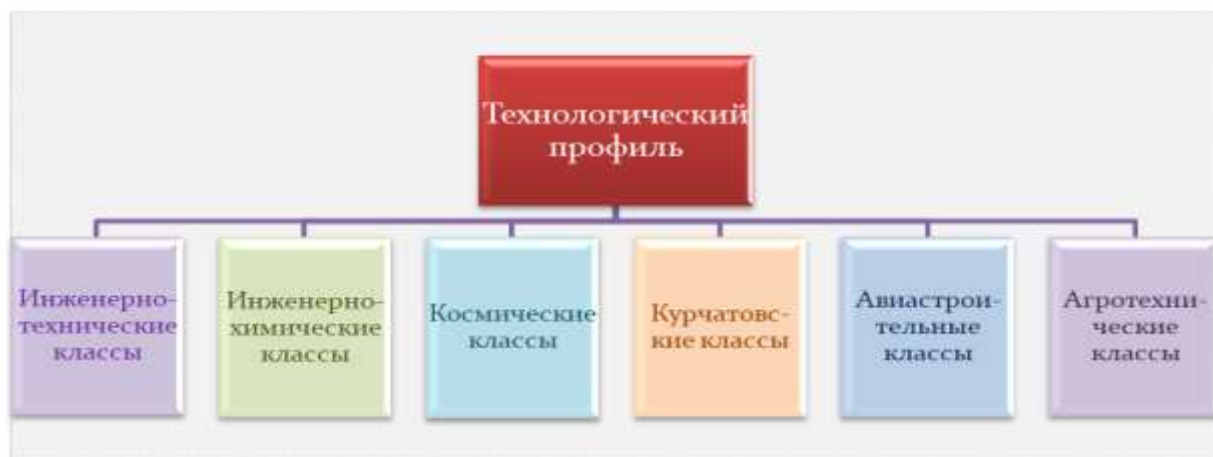 Технологический
профиль
Инженерно-
технические
классы
Инженерно-
химические
классы
Космические
классы
Курчатовс-
кие классы
Авиастрои-
тельные
классы
Агротехни-
ческие
классы